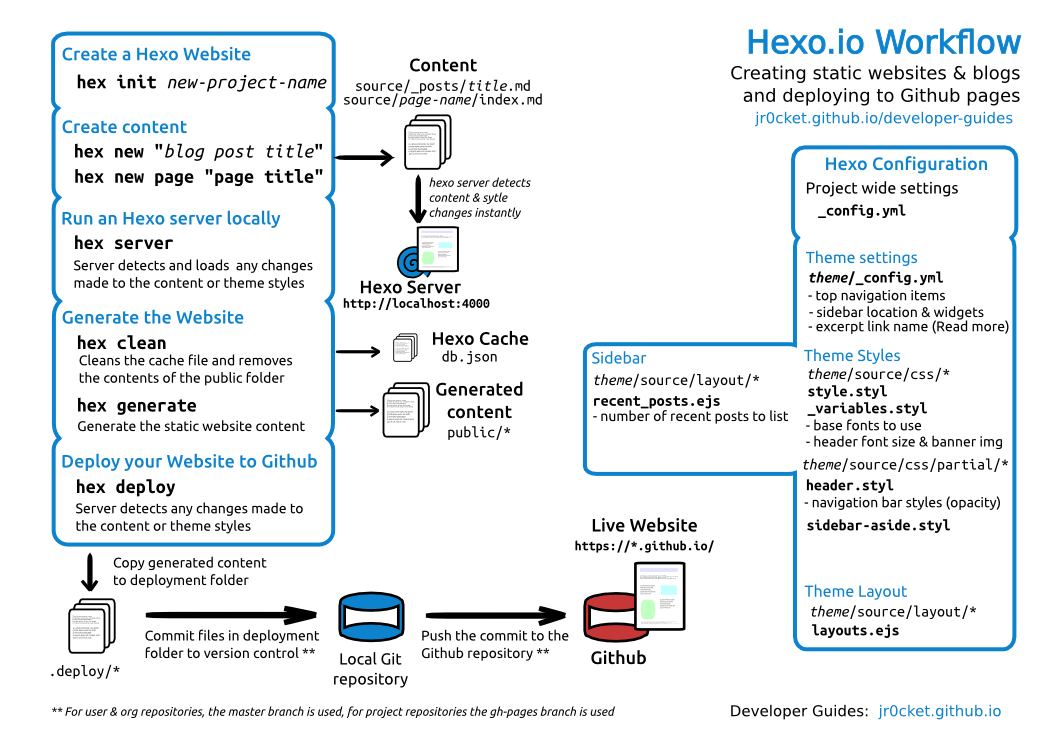 Hexo.io Workflow
Creating static websites & blogs
and deploying to Github pages
jr0cket.github.io/developer-guides
Create a Hexo Website
hex init new-project-name
Create content
hex new "blog post title"
hex new page "page title"
Run an Hexo server locally
hex server
Server detects and loads any changes
made to the content or theme styles
Generate the Website
hex clean
Cleans the cache file and removes
the contents of the public folder
hex generate
Generate the static website content
Deploy your Website to Github
hex deploy
Server detects any changes made to
the content or theme styles
Content
source/_posts/title.md
source/page-name/index.md
hexo server detects
content & sytle
changes instantly
Hexo Server
http://localhost:4000
Hexo Cache
db.json
Generated
content
public/*
Copy generated content
to deployment folder
.deploy/*
Commit files in deployment
folder to version control **
Local Git
repository
Push the commit to the
Github repository **
Live Website
https://*.github.io/
Github
Hexo Configuration
Project wide settings
_config.yml
Theme settings
theme/_config.yml
- top navigation items
- sidebar location & widgets
- excerpt link name (Read more)
Sidebar
theme/source/layout/*
recent_posts.ejs
- number of recent posts to list
Theme Styles
theme/source/css/*
style.styl
_variables.styl
- base fonts to use
- header font size & banner img
theme/source/css/partial/*
header.styl
- navigation bar styles (opacity)
sidebar-aside.styl
Theme Layout
theme/source/layout/*
layouts.ejs
** For user & org repositories, the master branch is used, for project repositories the gh-pages branch is used
Developer Guides: jr0cket.github.io